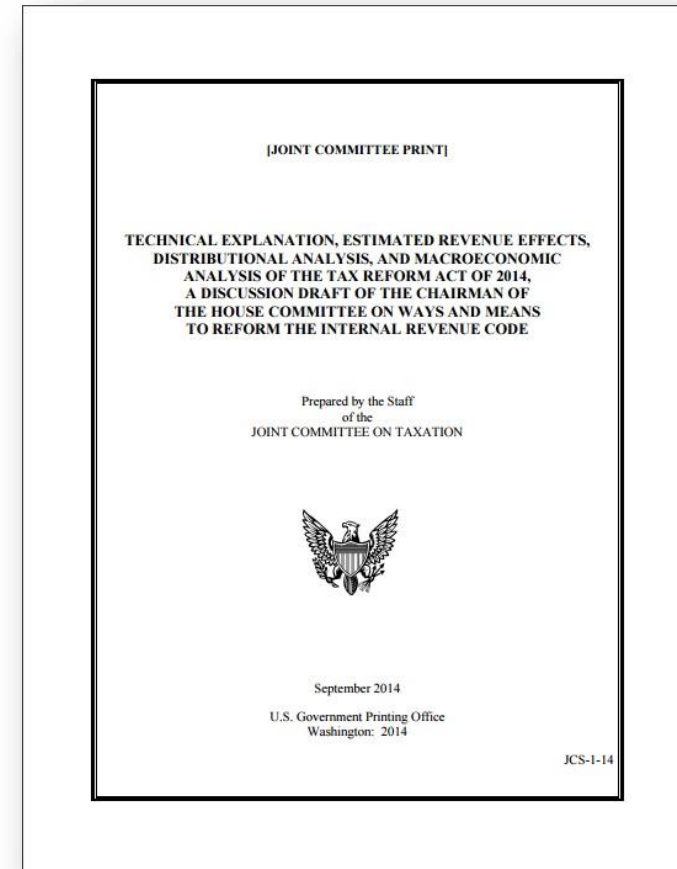 [JOINT COMMITTEE PRINT]
TECHNICAL EXPLANATION, ESTIMATED REVENUE EFFECTS,
DISTRIBUTIONAL ANALYSIS, AND MACROECONOMIC
ANALYSIS OF THE TAX REFORM ACT OF 2014,
A DISCUSSION DRAFT OF THE CHAIRMAN OF
THE HOUSE COMMITTEE ON WAYS AND MEANS
TO REFORM THE INTERNAL REVENUE CODE
Prepared by the Staff
of the
JOINT COMMITTEE ON TAXATION
September 2014
U.S. Government Printing Office
Washington: 2014
JCS-1-14